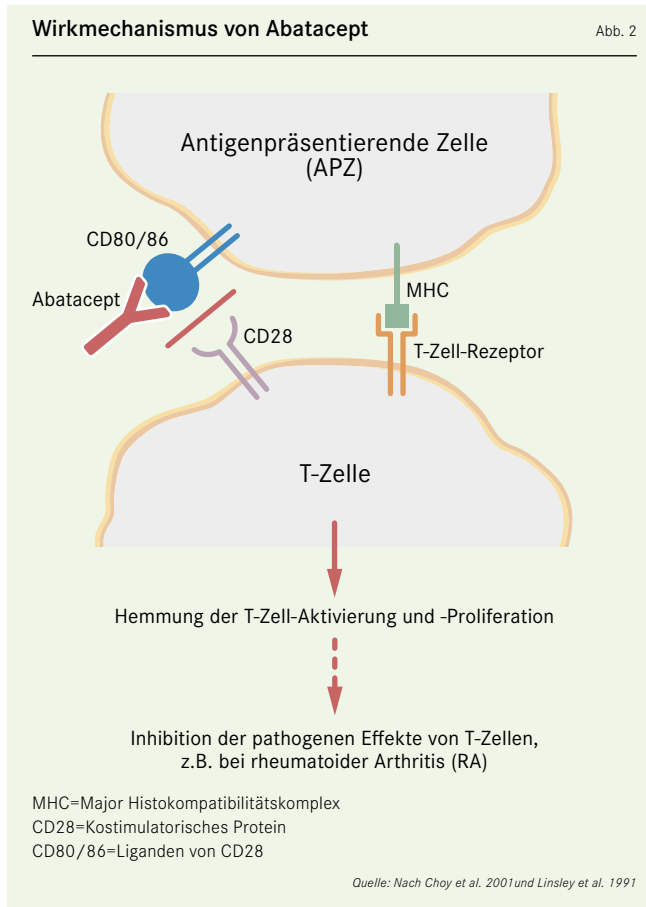 Wirkmechanismus von Abatacept
Abb. 2
Antigenpräsentierende Zelle
(APZ)
CD80/86
Abatacept
MHC
CD28
T-Zell-Rezeptor
T-Zelle
Hemmung der T-Zell-Aktivierung und -Proliferation
Inhibition der pathogenen Effekte von T-Zellen,
z.B. bei rheumatoider Arthritis (RA)
MHC=Major Histokompatibilitätskomplex
CD28=Kostimulatorisches Protein
CD80/86=Liganden von CD28
Quelle: Nach Choy et al. 2001und Linsley et al. 1991